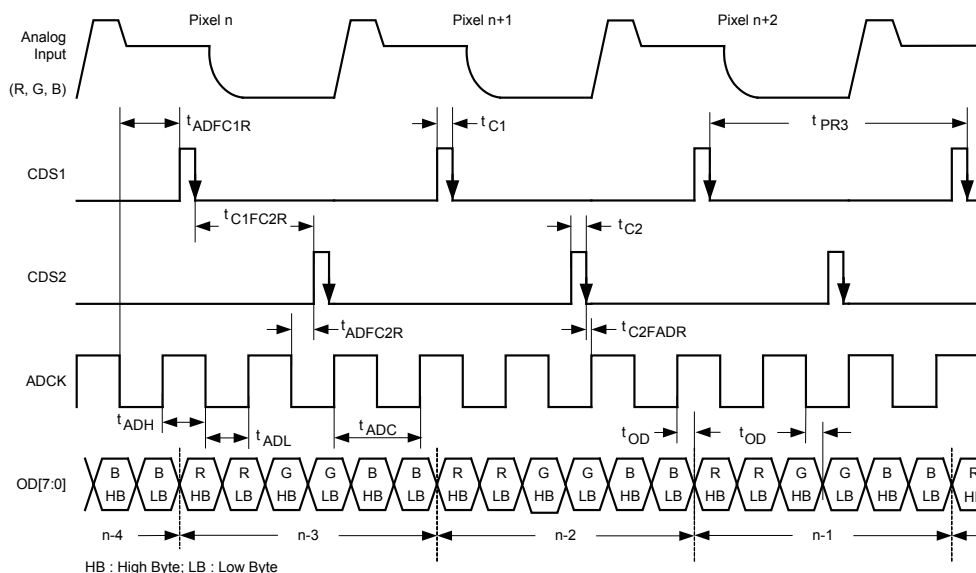 Pixel n
Pixel n+1
Pixel n+2
Analog
Input
(R, G, B)
tADFC1R
tC1
tPR3
CDS1
tC1FC2R
tC2
CDS2
tADFC2R
tC2FADR
ADCK
tADH
tADL
tADC
tOD
tOD
OD[7:0]
B B R R G G B B R R G G B B R R G G B B R
HB LB HB LB HB LB HB LB HB LB HB LB HB LB HB LB HB LB HB LB HB
n-4
n-3
n-2
n-1
HB : High Byte; LB : Low Byte